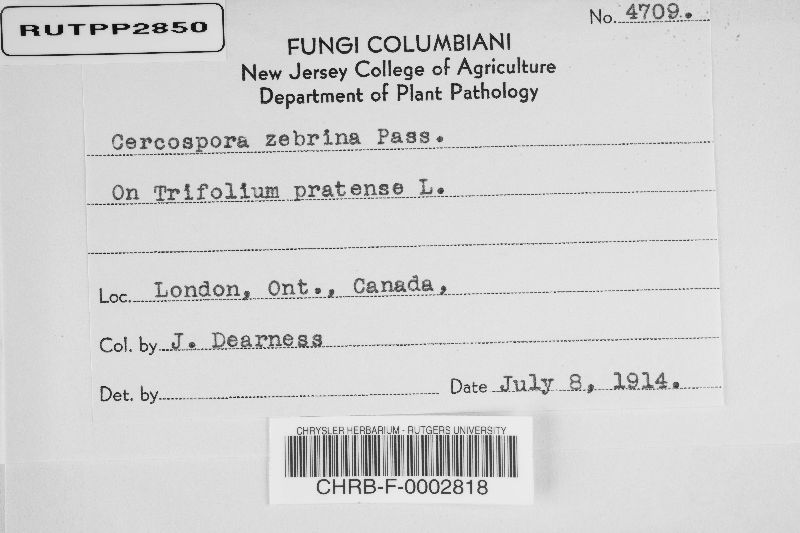 RUTPP2850
No. 4709.
FUNGI COLUMBIANI
New Jersey College of Agriculture
Department of Plant Pathology
Cercospora zebrina Pass.
On Trifolium pratense L.
Loc. London, Ont., Canada,
Col. by J. Dearness
Det. by
Date July 8, 1914.
CHRYSLER HERBARIUM - RUTGERS UNIVERSITY
CHRB-F-0002818